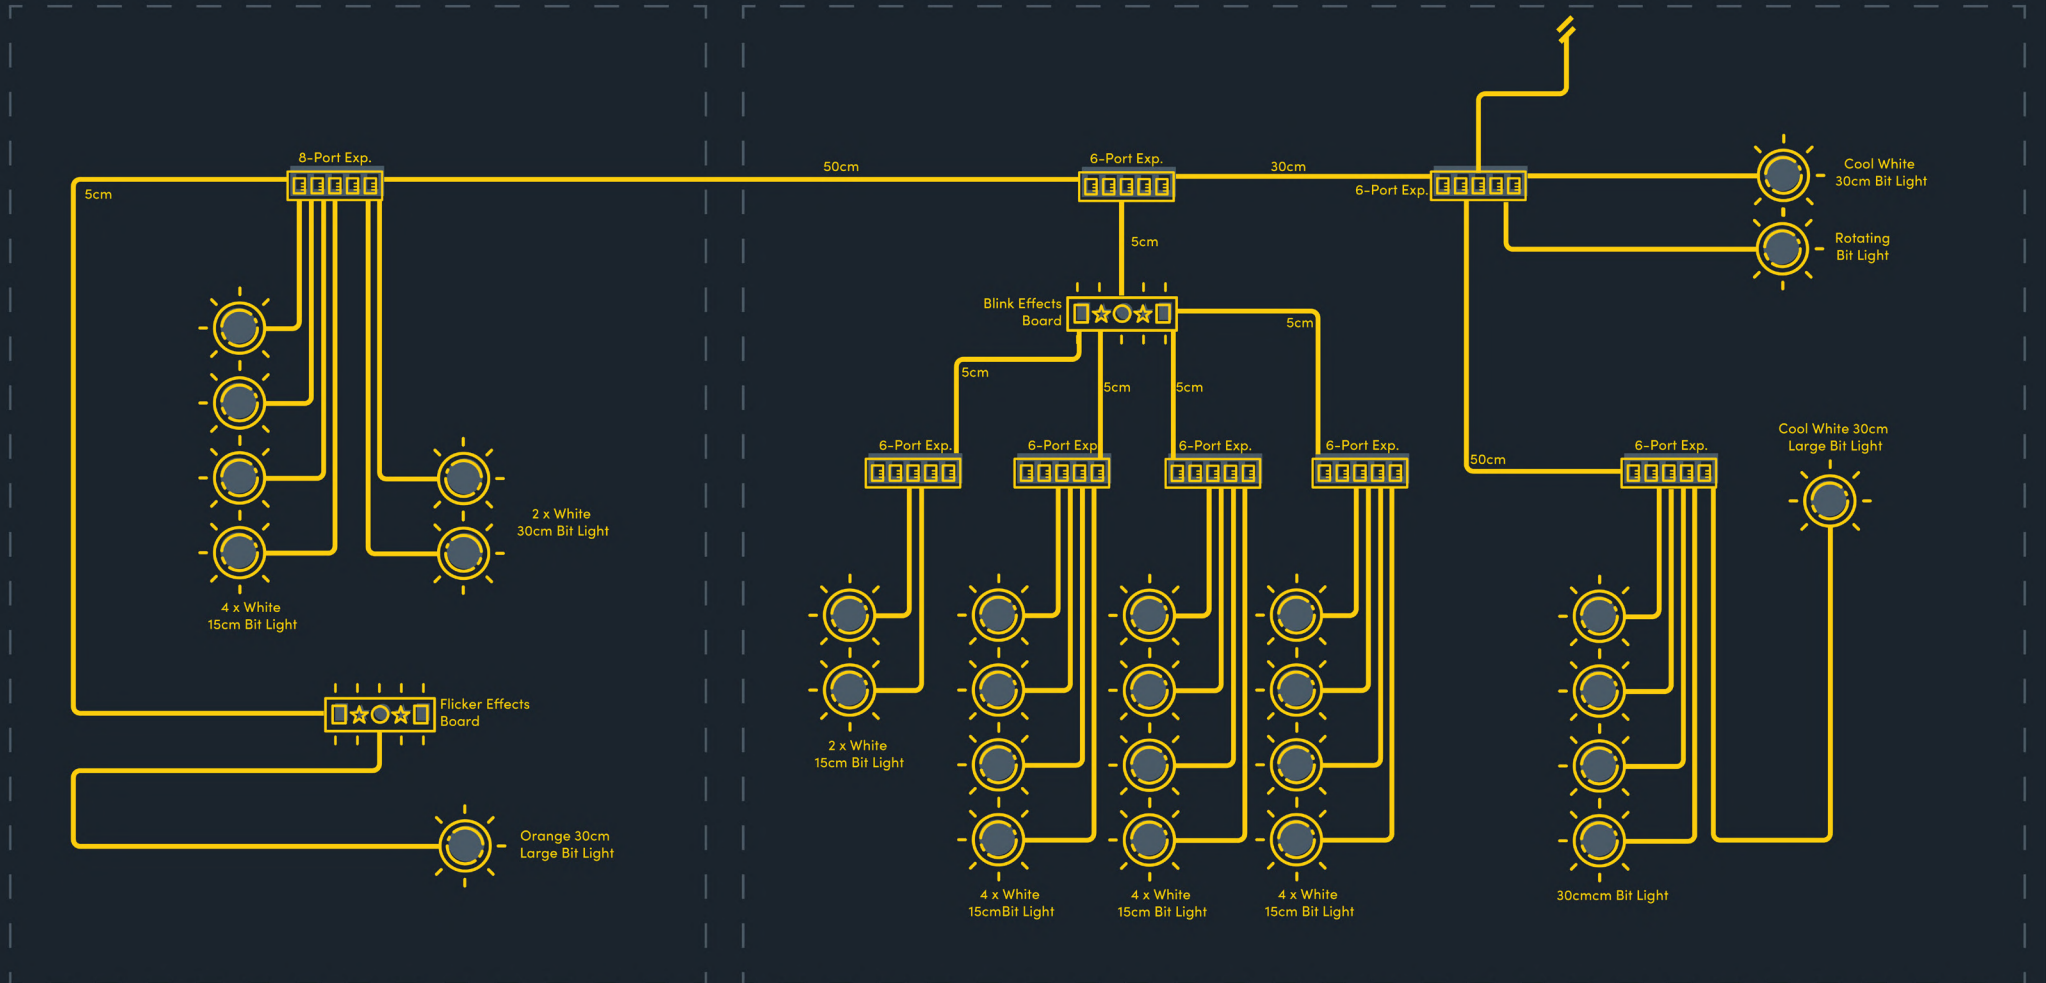 8-Port Exp.
5cm
50cm
6-Port Exp.
30cm
6-Port Exp.
Cool White
30cm Bit Light
Rotating
Bit Light
5cm
Blink Effects
Board
5cm
5cm
5cm
5cm
6-Port Exp.
6-Port Exp
6-Port Exp.
6-Port Exp.
50cm
6-Port Exp.
Cool White 30cm
Large Bit Light
2 x White
30cm Bit Light
4 x White
15cm Bit Light
Flicker Effects
Board
Orange 30cm
Large Bit Light
2 x White
15cm Bit Light
4 x White
15cmBit Light
4 x White
15cm Bit Light
4 x White
15cm Bit Light
30cmcm Bit Light